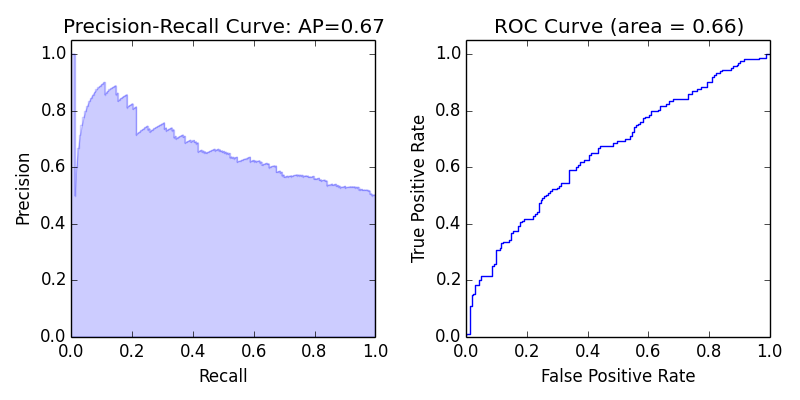 Precision-Recall Curve: AP=0.67
1.0
0.8
0.6
0.4
0.2
0.0
Precision
0.0 0.2 0.4 0.6 0.8 1.0
Recall
ROC Curve (area = 0.66)
1.0
0.8
0.6
0.4
0.2
0.0
True Positive Rate
0.0 0.2 0.4 0.6 0.8 1.0
False Positive Rate